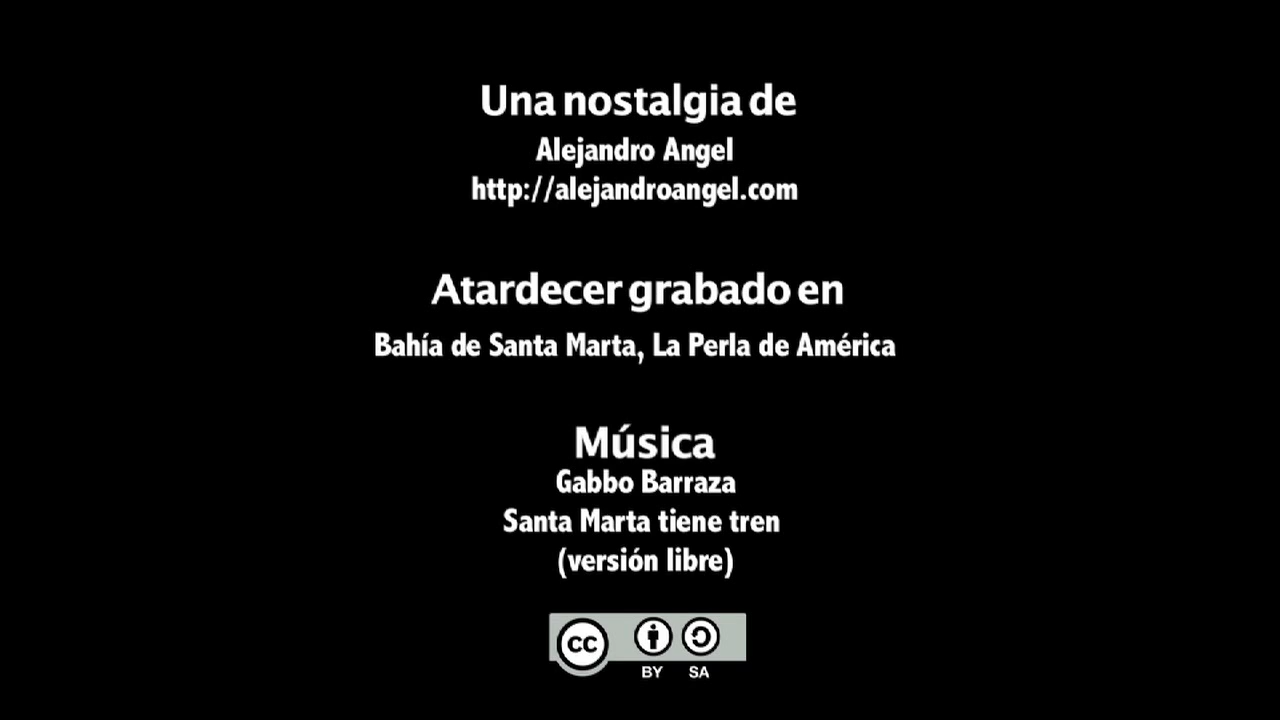 Una nostalgia de
Alejandro Angel
http://alejandroangel.com
Atardecer grabado en
Bahía de Santa Marta, La Perla de América
Música
Gabbo Barraza
Santa Marta tiene tren
(versión libre)
cc
BY SA